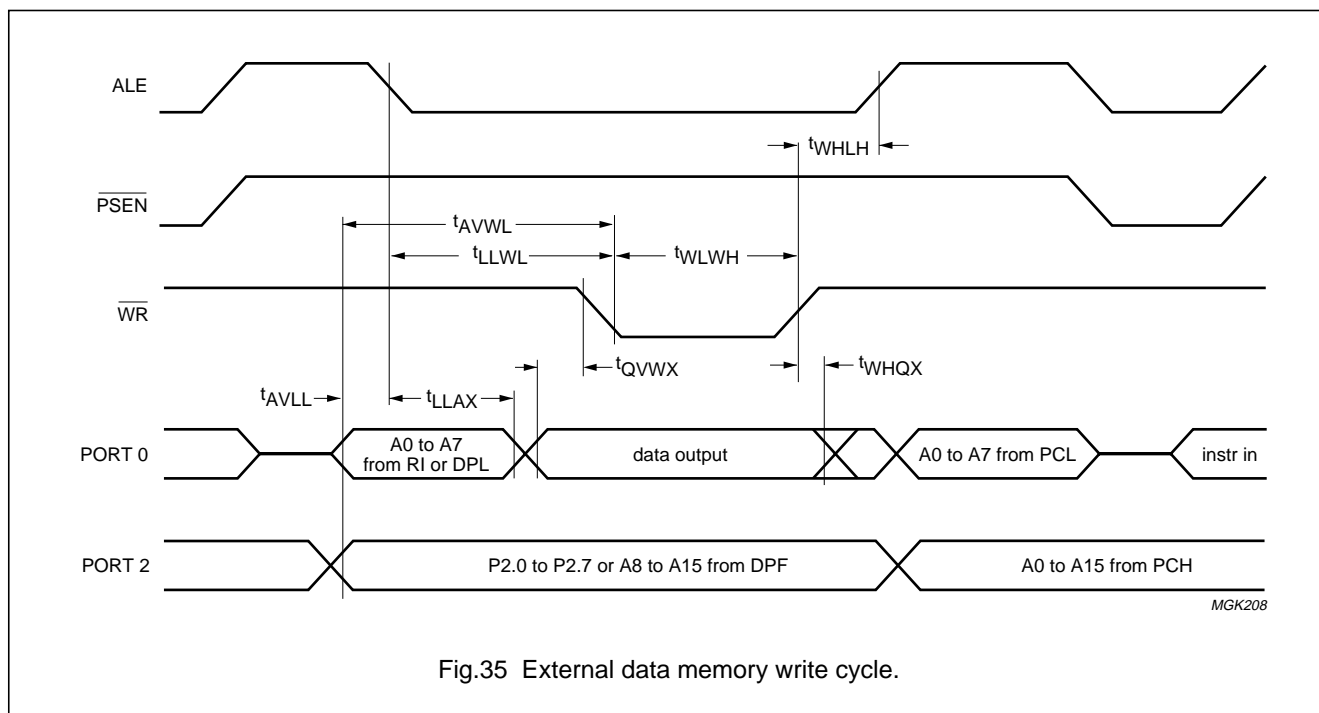 ALE
tWHLH
PSEN
tAVWL
tLLWL
tWLWH
WR
tQVWX
tWHQX
tAVLL
tLLAX
PORT 0
A0 to A7
from RI or DPL
data output
A0 to A7 from PCL
instr in
PORT 2
P2.0 to P2.7 or A8 to A15 from DPF
A0 to A15 from PCH
MGK208
Fig.35 External data memory write cycle.